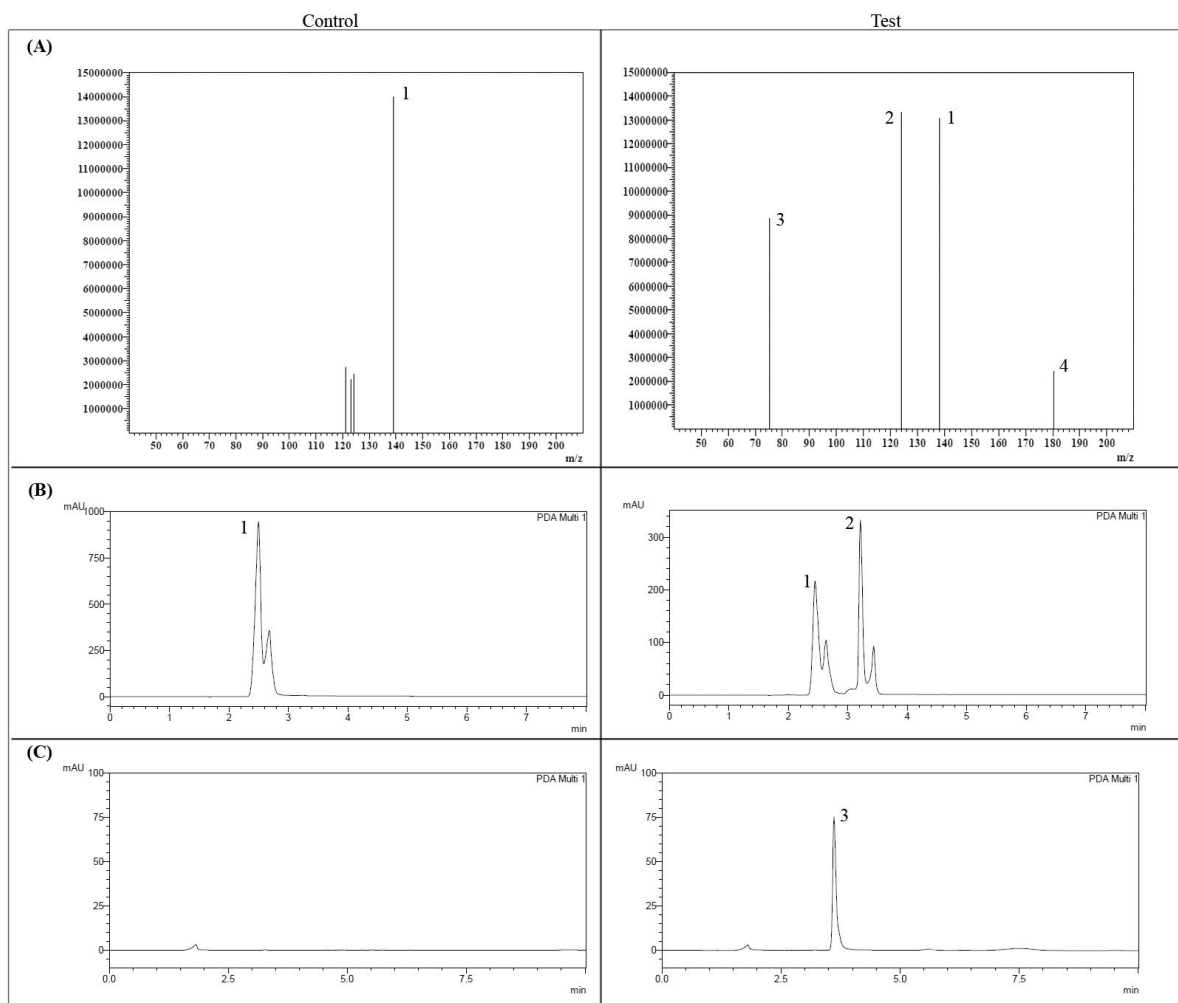 Control Test
(A)
15000000
14000000
13000000
12000000
11000000
10000000
9000000
8000000
7000000
6000000
5000000
4000000
3000000
2000000
1000000
1
50 60 70 80 90 100 110 120 130 140 150 160 170 180 190 200
m/z
15000000
14000000
13000000
12000000
11000000
10000000
9000000
8000000
7000000
6000000
5000000
4000000
3000000
2000000
1000000
2 1
3
4
50 60 70 80 90 100 110 120 130 140 150 160 170 180 190 200
m/z
(B)
mAU
1000
750
500
250
0
PDA Multi 1
1
0 1 2 3 4 5 6 7
min
mAU
300
200
100
0
PDA Multi 1
2
1
0 1 2 3 4 5 6 7
min
(C)
mAU
100
75
50
25
0
PDA Multi 1
0.0 2.5 5.0 7.5
min
mAU
100
75
50
25
0
PDA Multi 1
3
0.0 2.5 5.0 7.5
min